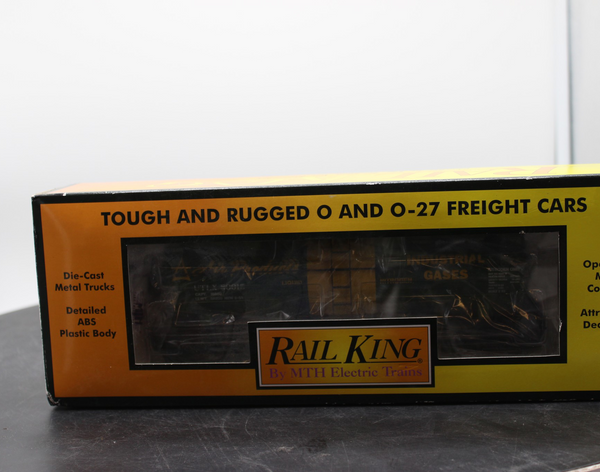 TOUGH AND RUGGED O AND O-27 FREIGHT CARS
Die-Cast
Metal Trucks
Detailed
ABS
Plastic Body
INDUSTRIAL
GASES
RAIL KING
By MTH Electric Trains